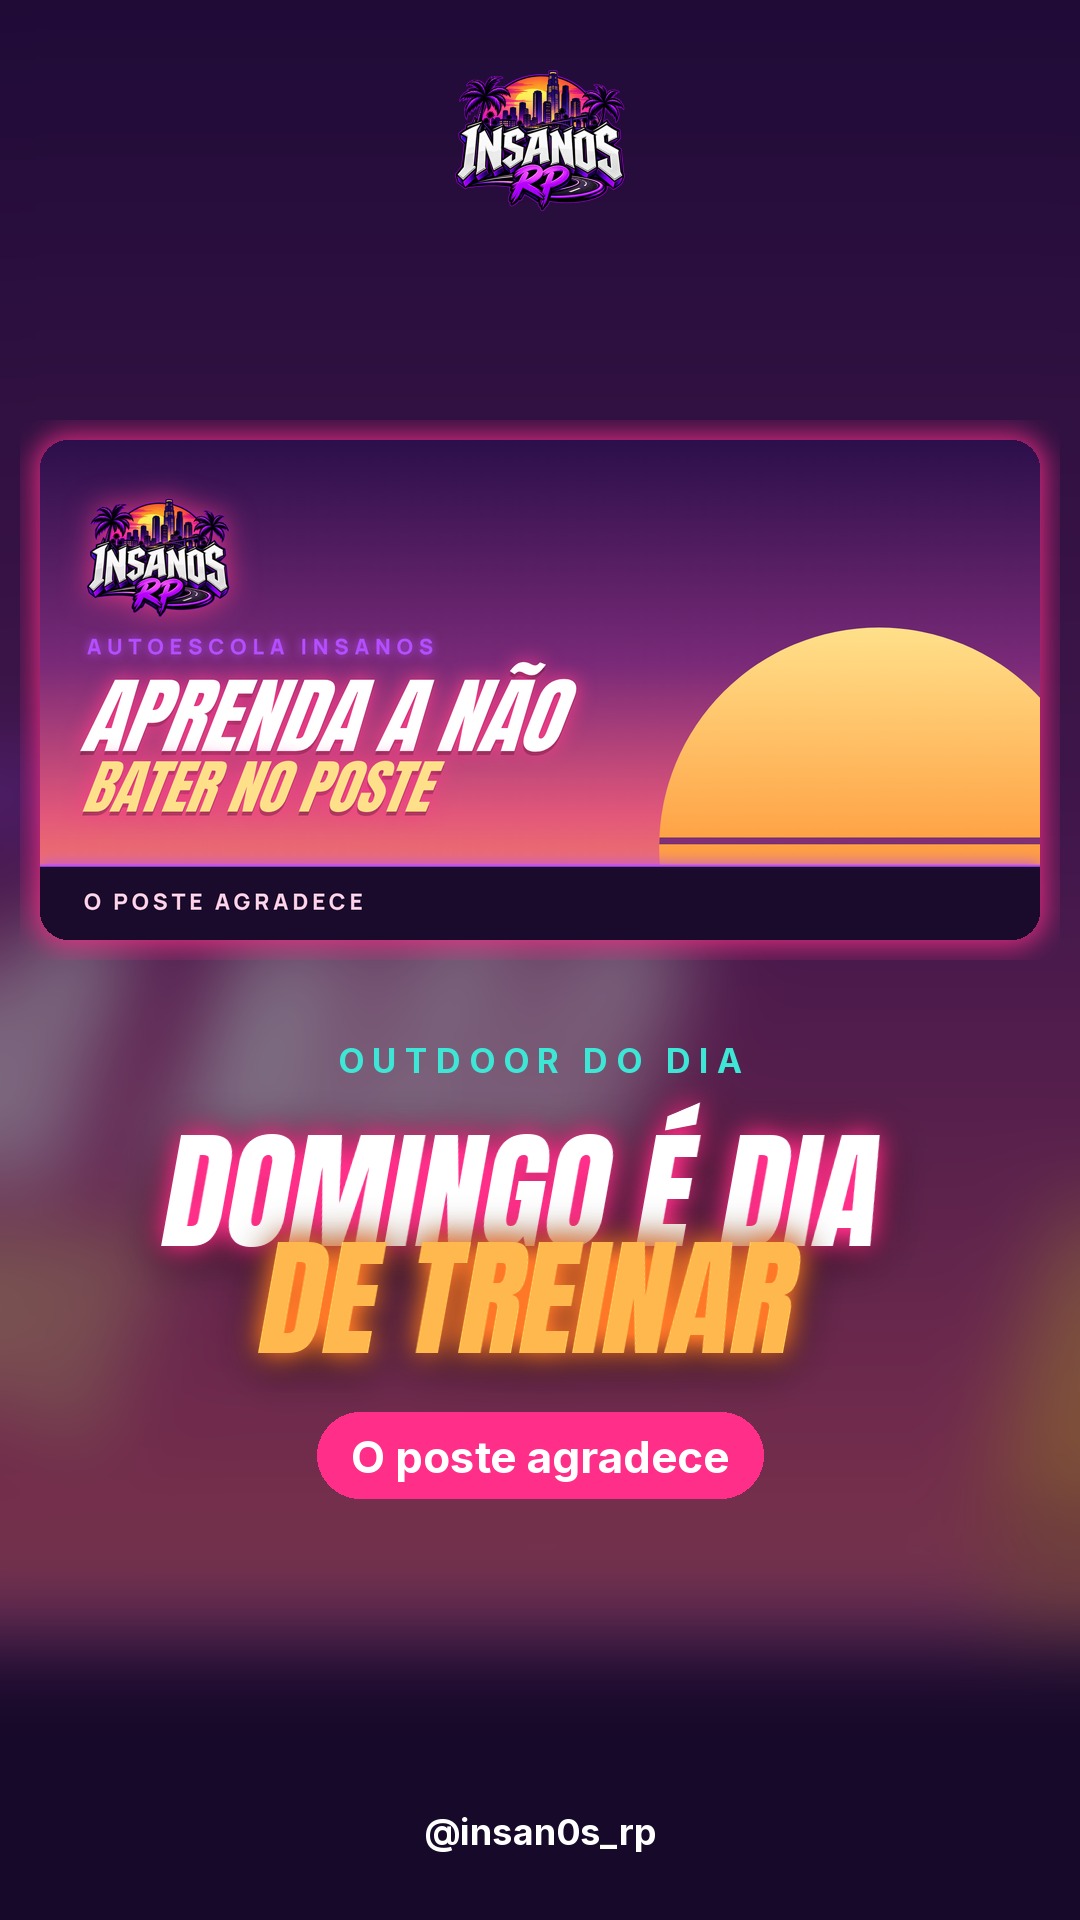 INSANOS
RP
INSANOS
RP
AUTOESCOLA INSANOS
APRENDA A NÃO
BATER NO POSTE
O POSTE AGRADECE
OUTDOOR DO DIA
DOMINGO É DIA
DE TREINAR
O poste agradece
@insan0s_rp